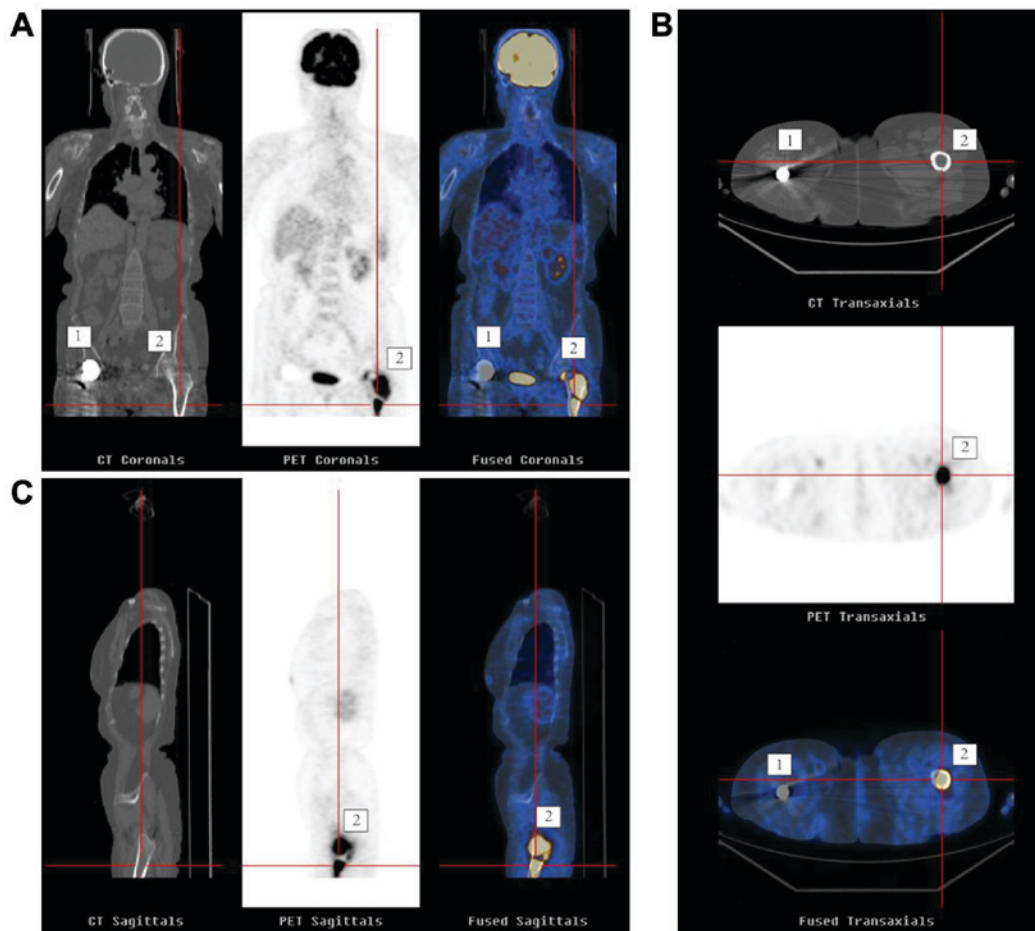 A
1
2
2
1
2
CT Coronals
PET Coronals
Fused Coronals
B
1
2
CT Transaxials
2
PET Transaxials
1
2
Fused Transaxials
C
2
2
CT Sagittals
PET Sagittals
Fused Sagittals